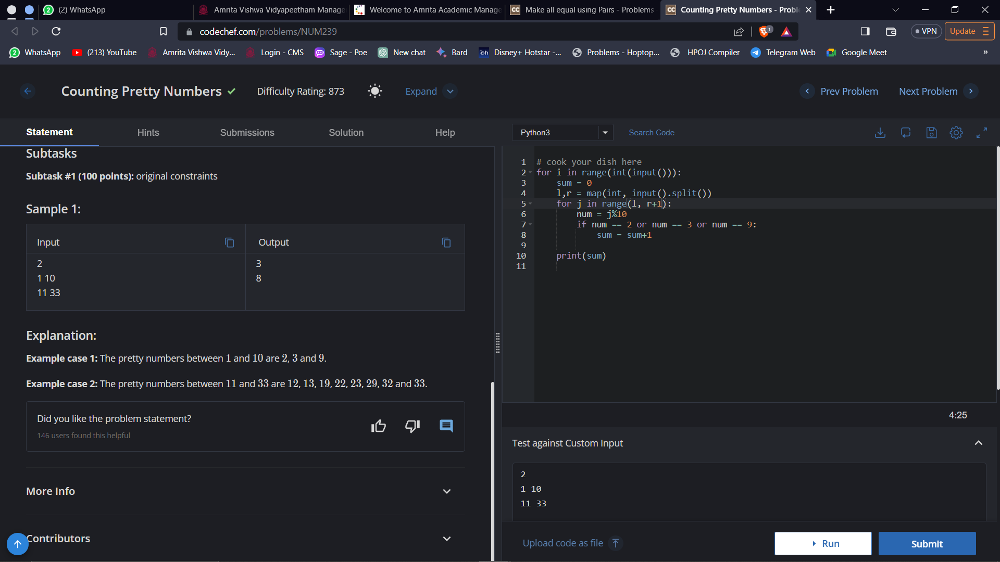 2
(2) WhatsApp
Amrita Vishwa Vidyapeetham Manage
Welcome to Amrita Academic Manage
CC Make all equal using Pairs - Problems
CC Counting Pretty Numbers - Probl
codechef.com/problems/NUM239
1
VPN
Update
2 WhatsApp
(213) YouTube
Amrita Vishwa Vidy...
Login - CMS
Sage - Poe
New chat
Bard
Disney+ Hotstar -...
Problems - Hoptop...
HPOJ Compiler
Telegram Web
Google Meet
»
Counting Pretty Numbers
Difficulty Rating: 873
Expand
Prev Problem
Next Problem
Statement
Hints
Submissions
Solution
Help
Python3
Search Code
Subtasks
Subtask #1 (100 points): original constraints
Sample 1:
Input
Output
2
1 10
11 33
3
8
Explanation:
Example case 1: The pretty numbers between 1 and 10 are 2, 3 and 9.
Example case 2: The pretty numbers between 11 and 33 are 12, 13, 19, 22, 23, 29, 32 and 33.
Did you like the problem statement?
146 users found this helpful
More Info
Contributors
1 # cook your dish here
2 for i in range(int(input())):
3 sum = 0
4 l,r = map(int, input().split())
5 for j in range(l, r+1):
6 num = j%10
7 if num == 2 or num == 3 or num == 9:
8 sum = sum+1
9
10 print(sum)
11
4:25
Test against Custom Input
2
1 10
11 33
Upload code as file
Run
Submit